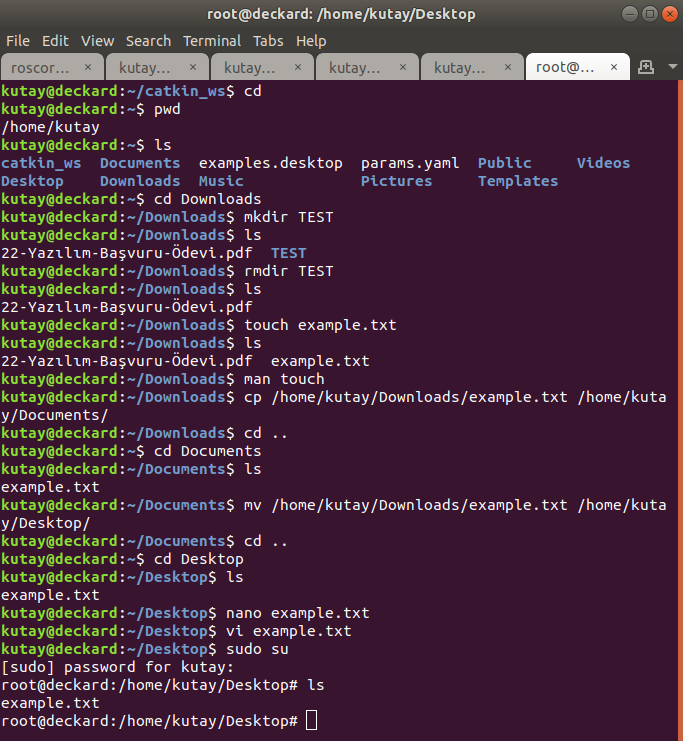 root@deckard: /home/kutay/Desktop
File Edit View Search Terminal Tabs Help
roscor... × kutay... × kutay... × kutay... × kutay... × root@... ×
kutay@deckard:~/catkin_ws$ cd
kutay@deckard:~$ pwd
/home/kutay
kutay@deckard:~$ ls
catkin_ws  Documents  examples.desktop  params.yaml  Public     Videos
Desktop    Downloads  Music             Pictures     Templates
kutay@deckard:~$ cd Downloads
kutay@deckard:~/Downloads$ mkdir TEST
kutay@deckard:~/Downloads$ ls
22-Yazılım-Başvuru-Ödevi.pdf  TEST
kutay@deckard:~/Downloads$ rmdir TEST
kutay@deckard:~/Downloads$ ls
22-Yazılım-Başvuru-Ödevi.pdf
kutay@deckard:~/Downloads$ touch example.txt
kutay@deckard:~/Downloads$ ls
22-Yazılım-Başvuru-Ödevi.pdf  example.txt
kutay@deckard:~/Downloads$ man touch
kutay@deckard:~/Downloads$ cp /home/kutay/Downloads/example.txt /home/kuta
y/Documents/
kutay@deckard:~/Downloads$ cd ..
kutay@deckard:~$ cd Documents
kutay@deckard:~/Documents$ ls
example.txt
kutay@deckard:~/Documents$ mv /home/kutay/Downloads/example.txt /home/kuta
y/Desktop/
kutay@deckard:~/Documents$ cd ..
kutay@deckard:~$ cd Desktop
kutay@deckard:~/Desktop$ ls
example.txt
kutay@deckard:~/Desktop$ nano example.txt
kutay@deckard:~/Desktop$ vi example.txt
kutay@deckard:~/Desktop$ sudo su
[sudo] password for kutay:
root@deckard:/home/kutay/Desktop# ls
example.txt
root@deckard:/home/kutay/Desktop#